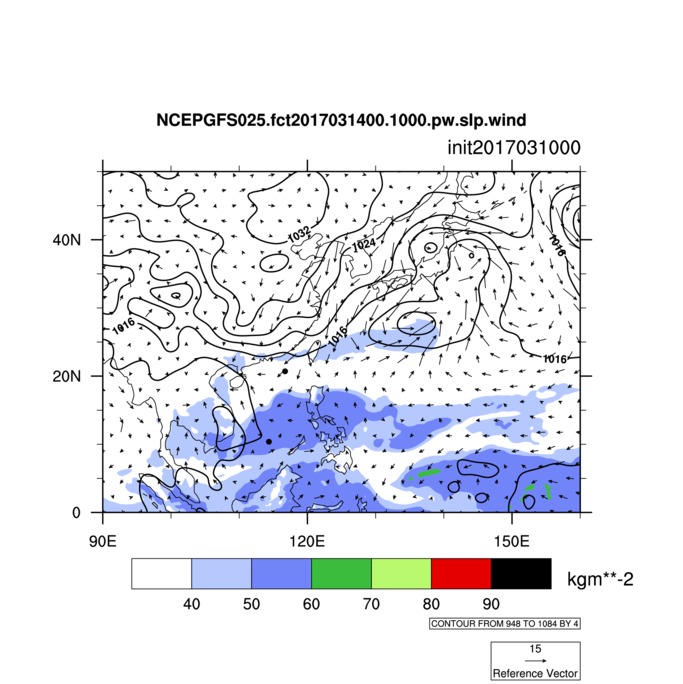 NCEPGFS025.fct2017031400.1000.pw.slp.wind
init2017031000
40N
20N
0
1032
1024
1016
1016
1016
1016
90E
120E
150E
40
50
60
70
80
90
kgm**-2
CONTOUR FROM 948 TO 1084 BY 4
15
Reference Vector